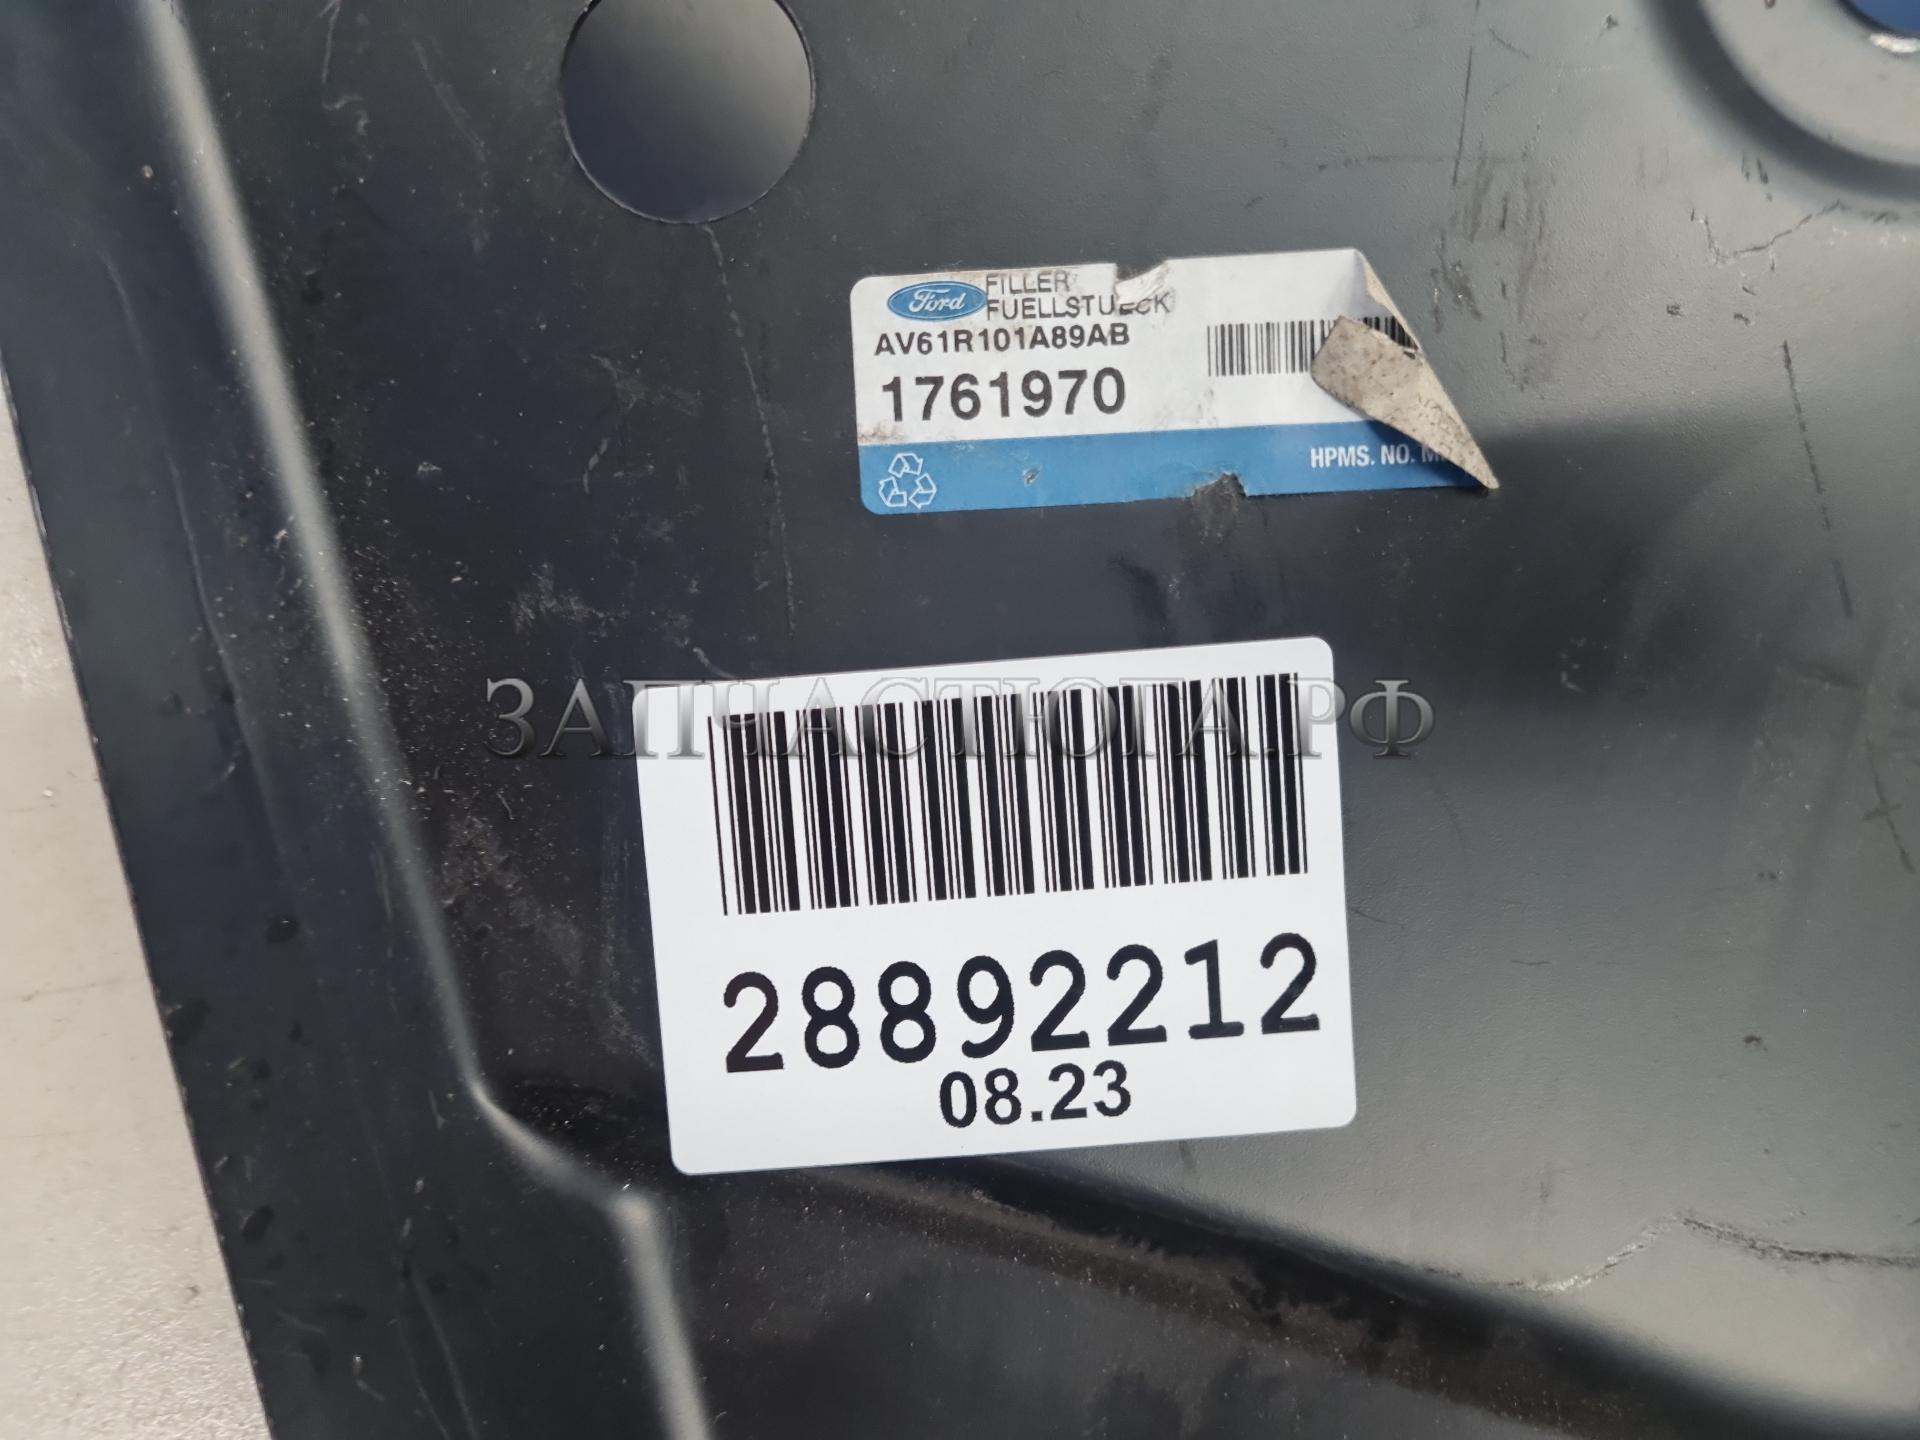 Ford
FILLER
FUELLSTUECK
AV61R101A89AB
1761970
HPMS. NO.
ЗАПЧАСТЮГА.РФ
28892212
08.23